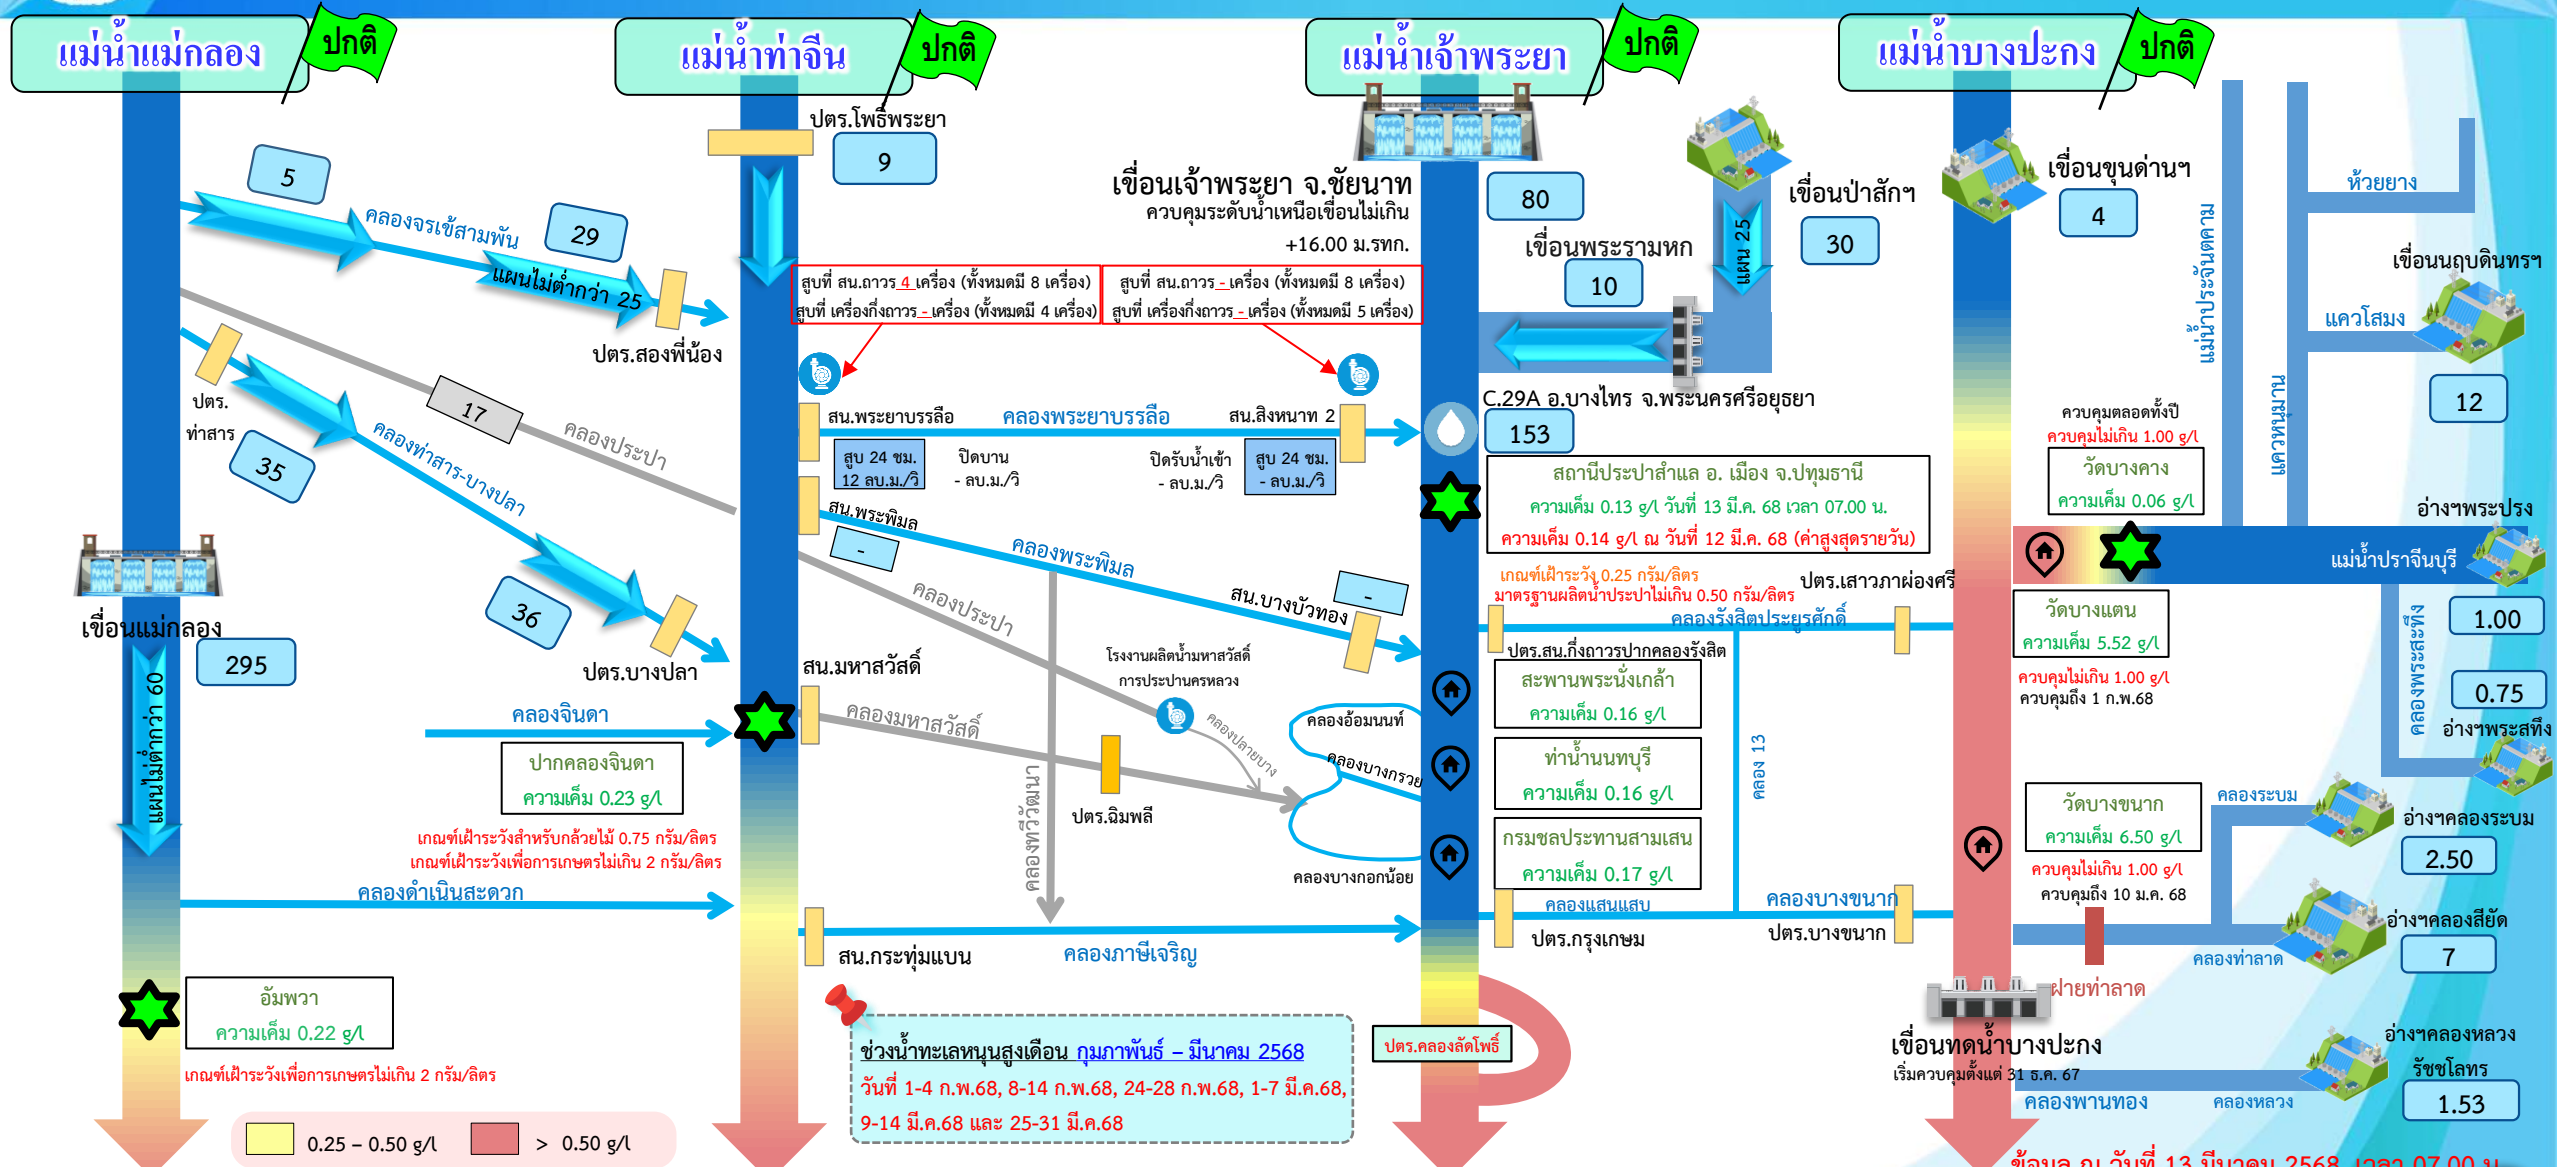 แม่น้ำแม่กลอง
ปกติ
แม่น้ำท่าจีน
ปกติ
แม่น้ำเจ้าพระยา
ปกติ
แม่น้ำบางปะกง
ปกติ
5
คลองจรเข้สามพัน
29
แผนไม่ต่ำกว่า 25
ปตร.สองพี่น้อง
ปตร.
ท่าสาร
17
คลองประปา
35
คลองท่าสาร-บางปลา
36
ปตร.บางปลา
เขื่อนแม่กลอง
295
แผนไม่ต่ำกว่า 60
คลองจินดา
ปากคลองจินดา
ความเค็ม 0.23 g/l
เกณฑ์เฝ้าระวังสำหรับกล้วยไม้ 0.75 กรัม/ลิตร
เกณฑ์เฝ้าระวังเพื่อการเกษตรไม่เกิน 2 กรัม/ลิตร
คลองดำเนินสะดวก
อัมพวา
ความเค็ม 0.22 g/l
เกณฑ์เฝ้าระวังเพื่อการเกษตรไม่เกิน 2 กรัม/ลิตร
0.25 – 0.50 g/l
> 0.50 g/l
ปตร.โพธิ์พระยา
9
เขื่อนเจ้าพระยา จ.ชัยนาท
ควบคุมระดับน้ำเหนือเขื่อนไม่เกิน
+16.00 ม.รทก.
80
สูบที่ สน.ถาวร 4 เครื่อง (ทั้งหมดมี 8 เครื่อง)
สูบที่ เครื่องกึ่งถาวร - เครื่อง (ทั้งหมดมี 4 เครื่อง)
สูบที่ สน.ถาวร - เครื่อง (ทั้งหมดมี 8 เครื่อง)
สูบที่ เครื่องกึ่งถาวร - เครื่อง (ทั้งหมดมี 5 เครื่อง)
สน.พระยาบรรลือ
คลองพระยาบรรลือ
สน.สิงหนาท 2
สูบ 24 ชม.
12 ลบ.ม./วิ
ปิดบาน
- ลบ.ม./วิ
ปิดรับน้ำเข้า
- ลบ.ม./วิ
สูบ 24 ชม.
- ลบ.ม./วิ
สน.พระพิมล
-
คลองพระพิมล
สน.บางบัวทอง
-
คลองประปา
โรงงานผลิตน้ำมหาสวัสดิ์
การประปานครหลวง
สน.มหาสวัสดิ์
คลองมหาสวัสดิ์
คลองปลายบาง
คลองทวีวัฒนา
ปตร.ฉิมพลี
คลองอ้อมนนท์
คลองบางกรวย
คลองบางกอกน้อย
สน.กระทุ่มแบน
คลองภาษีเจริญ
ช่วงน้ำทะเลหนุนสูงเดือน กุมภาพันธ์ – มีนาคม 2568
วันที่ 1-4 ก.พ.68, 8-14 ก.พ.68, 24-28 ก.พ.68, 1-7 มี.ค.68,
9-14 มี.ค.68 และ 25-31 มี.ค.68
เขื่อนป่าสักฯ
30
แผน 25
เขื่อนพระรามหก
10
C.29A อ.บางไทร จ.พระนครศรีอยุธยา
153
สถานีประปาสำแล อ. เมือง จ.ปทุมธานี
ความเค็ม 0.13 g/l วันที่ 13 มี.ค. 68 เวลา 07.00 น.
ความเค็ม 0.14 g/l ณ วันที่ 12 มี.ค. 68 (ค่าสูงสุดรายวัน)
เกณฑ์เฝ้าระวัง 0.25 กรัม/ลิตร
มาตรฐานผลิตน้ำประปาไม่เกิน 0.50 กรัม/ลิตร
ปตร.เสาวภาผ่องศรี
คลองรังสิตประยูรศักดิ์
ปตร.สน.กึ่งถาวรปากคลองรังสิต
สะพานพระนั่งเกล้า
ความเค็ม 0.16 g/l
ท่าน้ำนนทบุรี
ความเค็ม 0.16 g/l
กรมชลประทานสามเสน
ความเค็ม 0.17 g/l
คลอง 13
คลองแสนแสบ
ปตร.กรุงเกษม
คลองบางขนาก
ปตร.บางขนาก
ปตร.คลองลัดโพธิ์
เขื่อนขุนด่านฯ
4
แม่น้ำประจันตคาม
ห้วยยาง
เขื่อนนฤบดินทรฯ
แควโสมง
12
แควหนุมาน
ควบคุมตลอดทั้งปี
ควบคุมไม่เกิน 1.00 g/l
วัดบางคาง
ความเค็ม 0.06 g/l
อ่างฯพระปรง
แม่น้ำปราจีนบุรี
1.00
วัดบางแตน
ความเค็ม 5.52 g/l
ควบคุมไม่เกิน 1.00 g/l
ควบคุมถึง 1 ก.พ.68
คลองพระสะทึง
0.75
อ่างฯพระสทึง
วัดบางขนาก
ความเค็ม 6.50 g/l
ควบคุมไม่เกิน 1.00 g/l
ควบคุมถึง 10 ม.ค. 68
คลองระบม
อ่างฯคลองระบม
2.50
อ่างฯคลองสียัด
7
คลองท่าลาด
ฝายท่าลาด
เขื่อนทดน้ำบางปะกง
เริ่มควบคุมตั้งแต่ 31 ธ.ค. 67
อ่างฯคลองหลวง
รัชชโลทร
1.53
คลองพานทอง
คลองหลวง
ข้อมูล ณ วันที่ 13 มีนาคม 2568 เวลา 07.00 น.